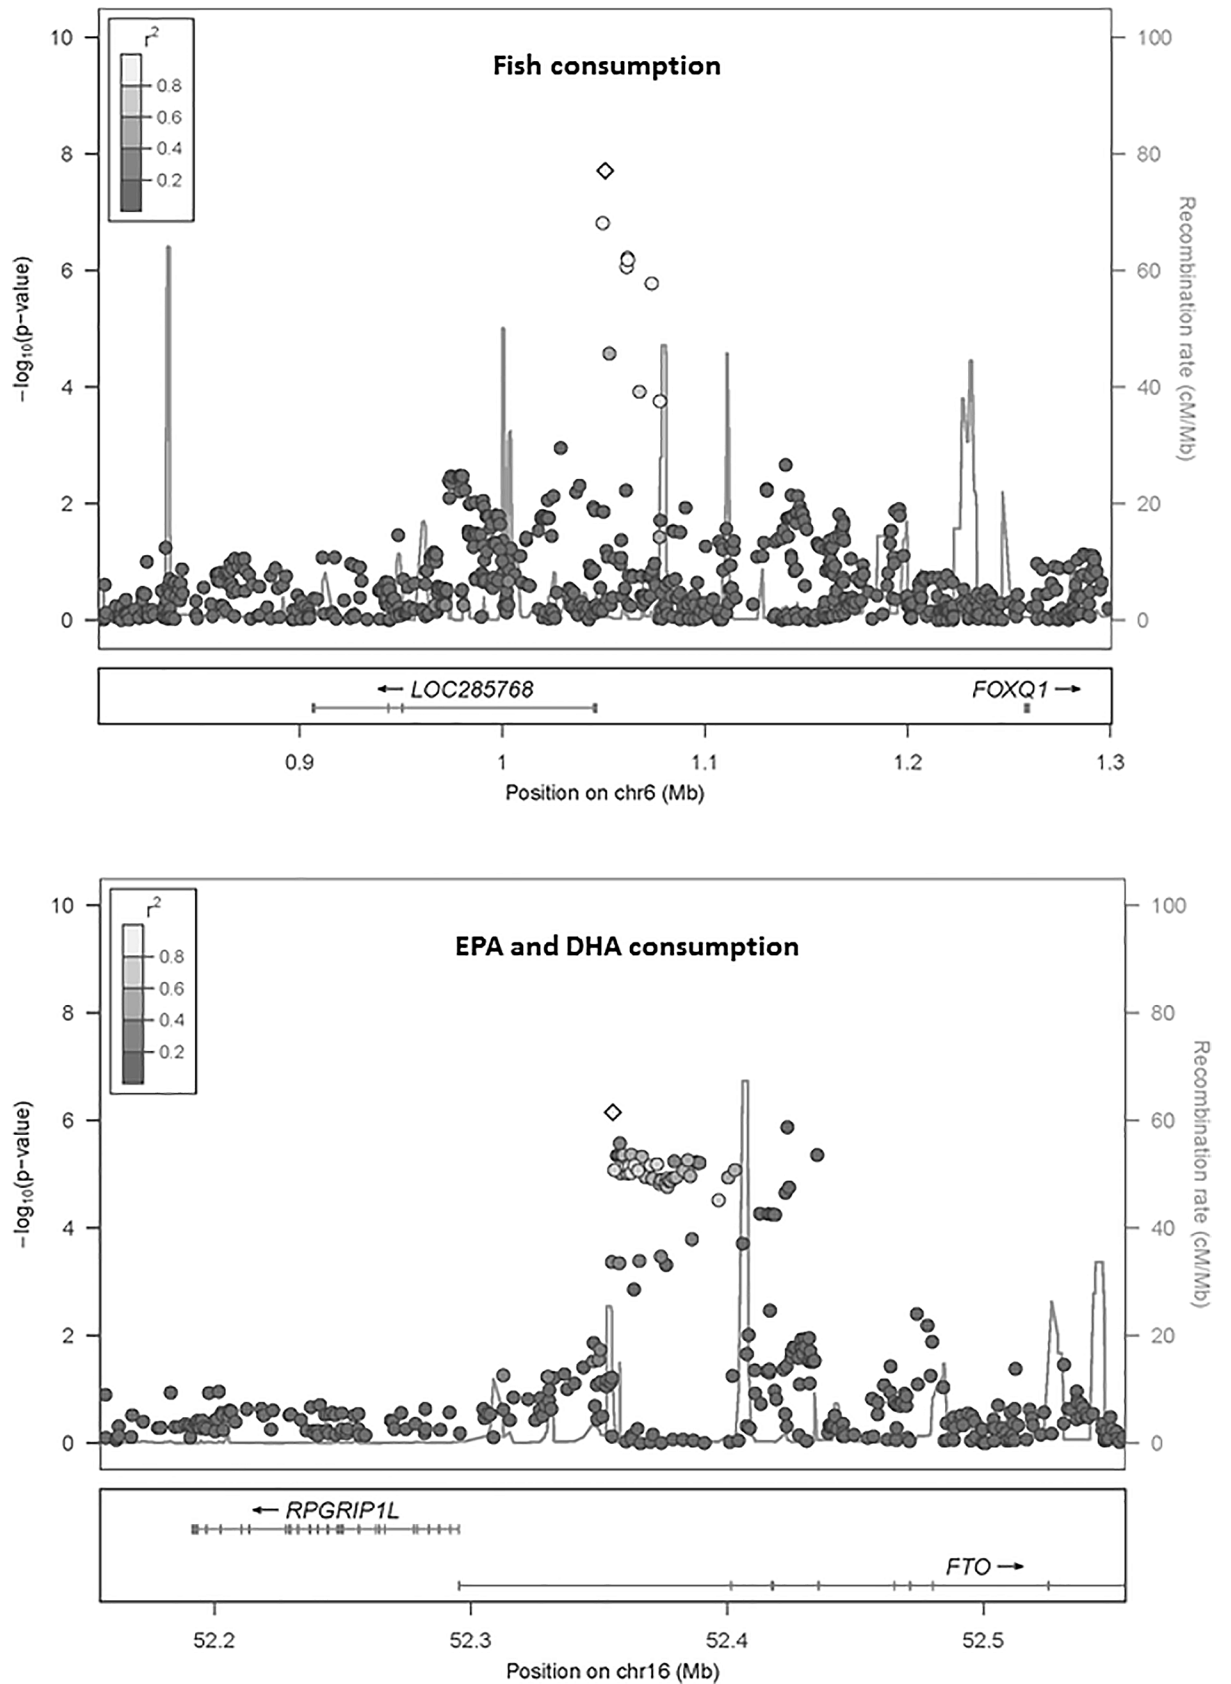 Fish consumption
r2
0.8
0.6
0.4
0.2
10
8
6
4
2
0
−log10(p−value)
100
80
60
40
20
0
Recombination rate (cM/Mb)
← LOC285768
FOXQ1 →
0.9 1 1.1 1.2 1.3
Position on chr6 (Mb)
EPA and DHA consumption
r2
0.8
0.6
0.4
0.2
10
8
6
4
2
0
−log10(p−value)
100
80
60
40
20
0
Recombination rate (cM/Mb)
← RPGRIP1L
FTO →
52.2 52.3 52.4 52.5
Position on chr16 (Mb)